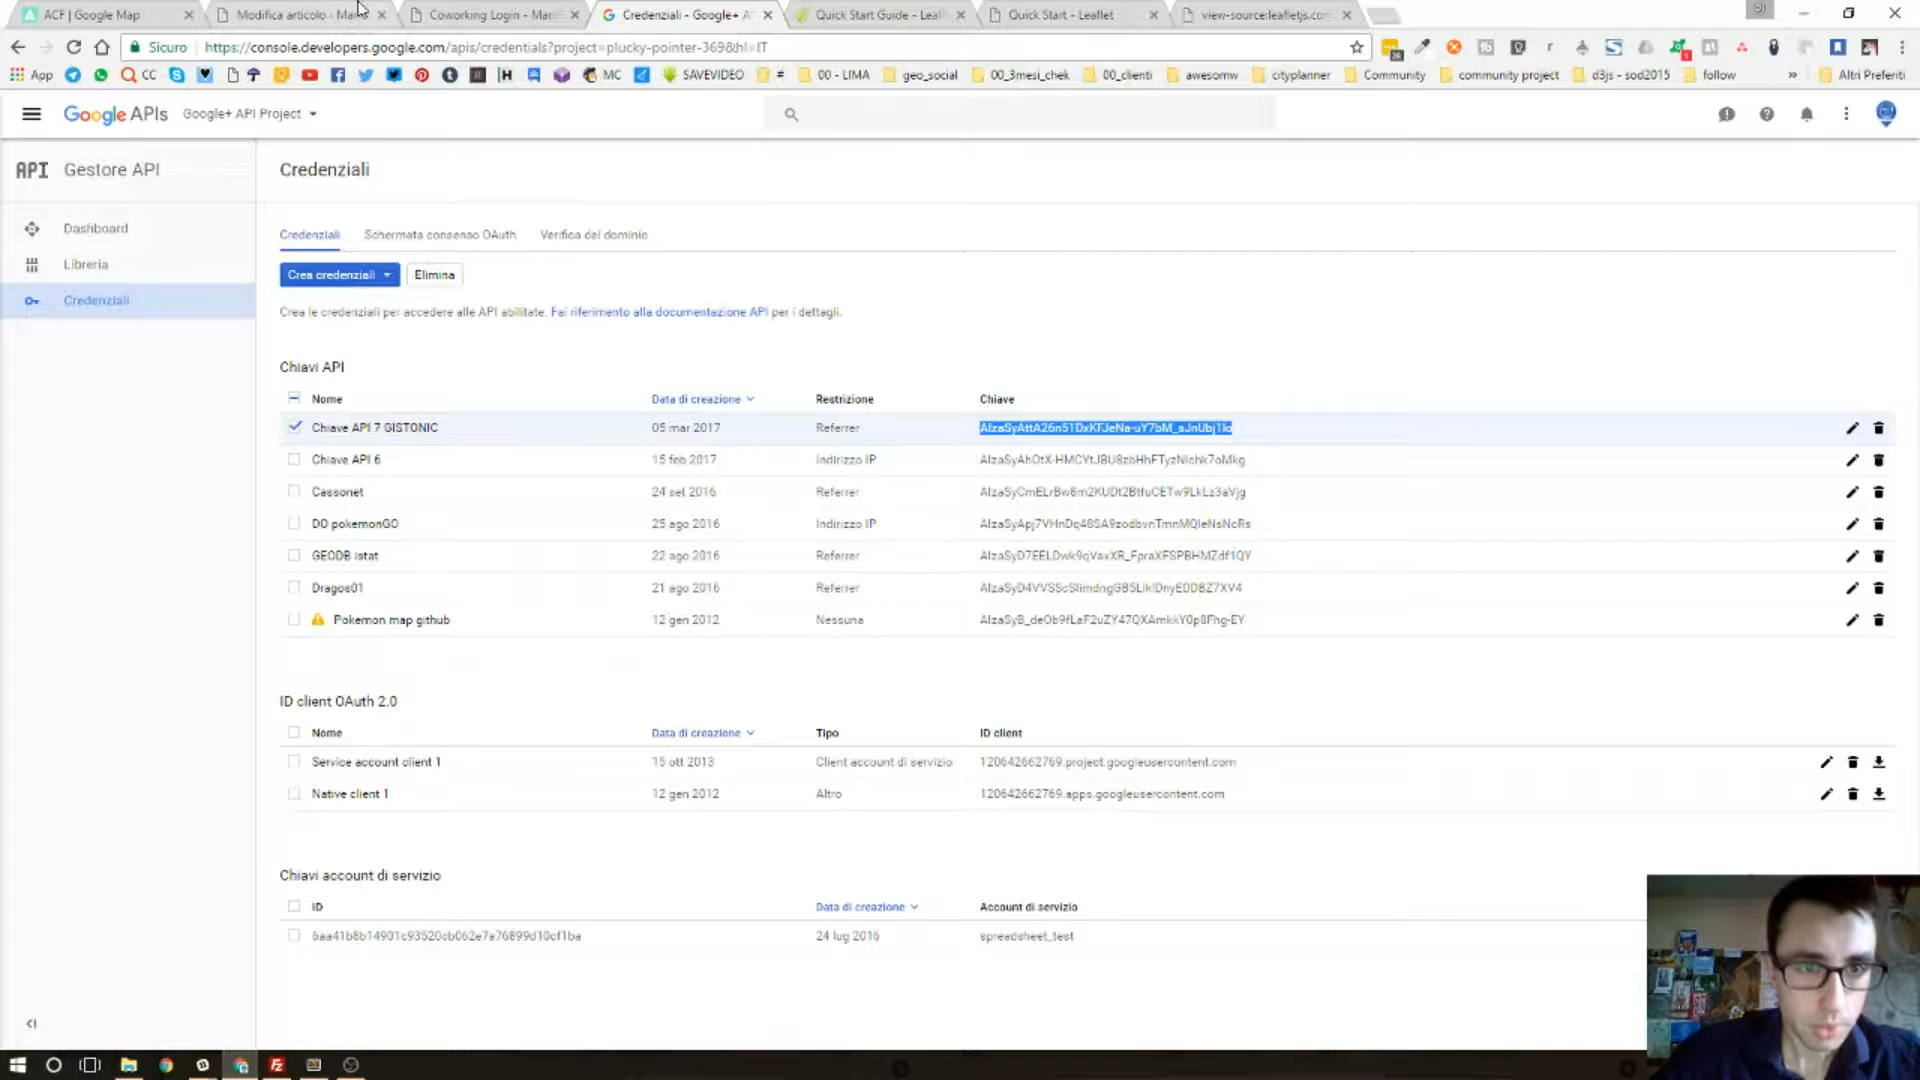 ACF | Google Map
Modifica articolo ‹ Ma
Coworking Login - Mar
Credenziali - Google+ A
Quick Start Guide - Leaf
Quick Start - Leaflet
view-source:leafletjs.co
Sicuro
https://console.developers.google.com/apis/credentials?project=plucky-pointer-369&hl=IT
App
CC
MC
SAVEVIDEO
#
00 - LIMA
geo_social
00_3mesi_chek
00_clienti
awesomw
cityplanner
Community
community project
d3js - sod2015
follow
»
Altri Preferiti
Google APIs
Google+ API Project
API Gestore API
Credenziali
Dashboard
Libreria
Credenziali
Credenziali Schermata consenso OAuth Verifica del dominio
Crea credenziali
Elimina
Crea le credenziali per accedere alle API abilitate. Fai riferimento alla documentazione API per i dettagli.
Chiavi API
Nome Data di creazione Restrizione Chiave
Chiave API 7 GISTONIC 05 mar 2017 Referrer
Chiave API 6 15 feb 2017 Indirizzo IP
Cassonet 24 set 2016 Referrer
DO pokemonGO 25 ago 2016 Indirizzo IP
GEODB istat 22 ago 2016 Referrer
Dragos01 21 ago 2016 Referrer
Pokemon map github 12 gen 2012 Nessuna
ID client OAuth 2.0
Nome Data di creazione Tipo ID client
Service account client 1 15 ott 2013 Client account di servizio 120642662769.project.googleusercontent.com
Native client 1 12 gen 2012 Altro 120642662769.apps.googleusercontent.com
Chiavi account di servizio
ID Data di creazione Account di servizio
24 lug 2016 spreadsheet_test